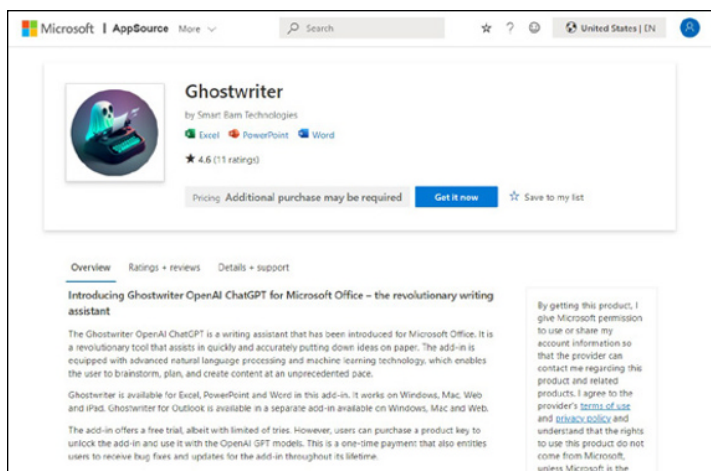 Microsoft | AppSource More Search United States | EN
Ghostwriter
by Smart Barn Technologies
Excel PowerPoint Word
4.6 (11 ratings)
Pricing Additional purchase may be required Get it now Save to my list
Overview Ratings + reviews Details + support
Introducing Ghostwriter OpenAI ChatGPT for Microsoft Office – the revolutionary writing
assistant
The Ghostwriter OpenAI ChatGPT is a writing assistant that has been introduced for Microsoft Office. It is
a revolutionary tool that assists in quickly and accurately putting down ideas on paper. The add-in is
equipped with advanced natural language processing and machine learning technology, which enables
the user to brainstorm, plan, and create content at an unprecedented pace.
Ghostwriter is available for Excel, PowerPoint and Word in this add-in. It works on Windows, Mac, Web
and iPad. Ghostwriter for Outlook is available in a separate add-in available on Windows, Mac and Web.
The add-in offers a free trial, albeit with limited of tries. However, users can purchase a product key to
unlock the add-in and use it with the OpenAI GPT models. This is a one-time payment that also entitles
users to receive bug fixes and updates for the add-in throughout its lifetime.
By getting this product, I
give Microsoft permission
to use or share my
account information so
that the provider can
contact me regarding this
product and related
products. I agree to the
provider's terms of use
and privacy policy and
understand that the rights
to use this product do not
come from Microsoft,
unless Microsoft is the